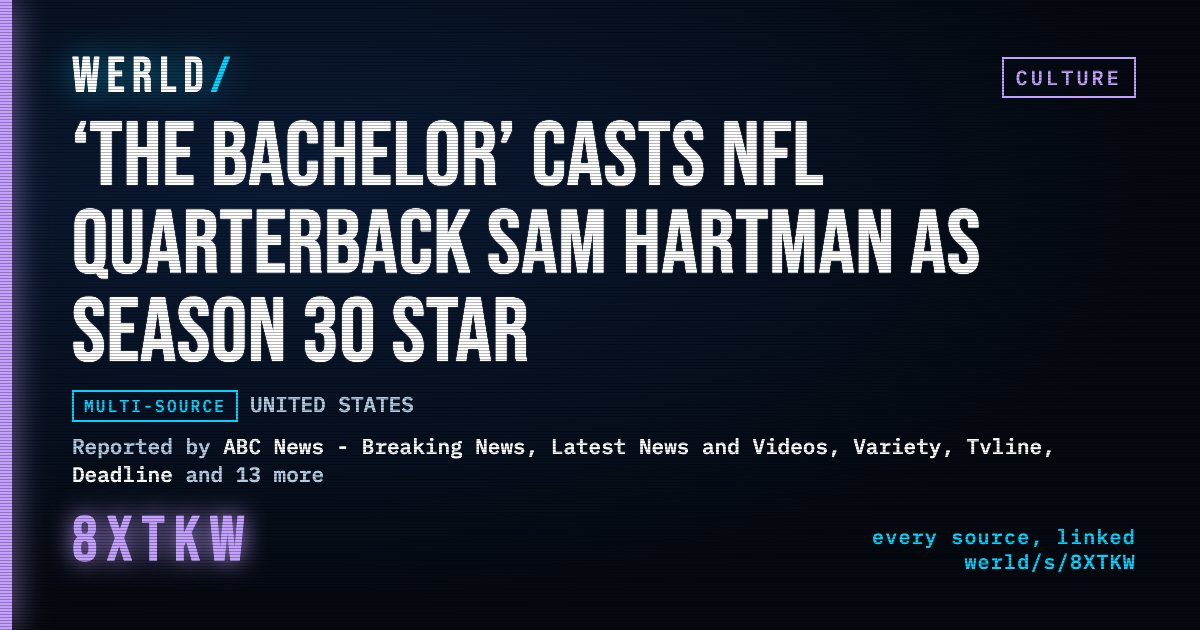 WERLD/
CULTURE
‘THE BACHELOR’ CASTS NFL
QUARTERBACK SAM HARTMAN AS
SEASON 30 STAR
MULTI-SOURCE UNITED STATES
Reported by ABC News - Breaking News, Latest News and Videos, Variety, Tvline,
Deadline and 13 more
8XTKW
every source, linked
werld/s/8XTKW